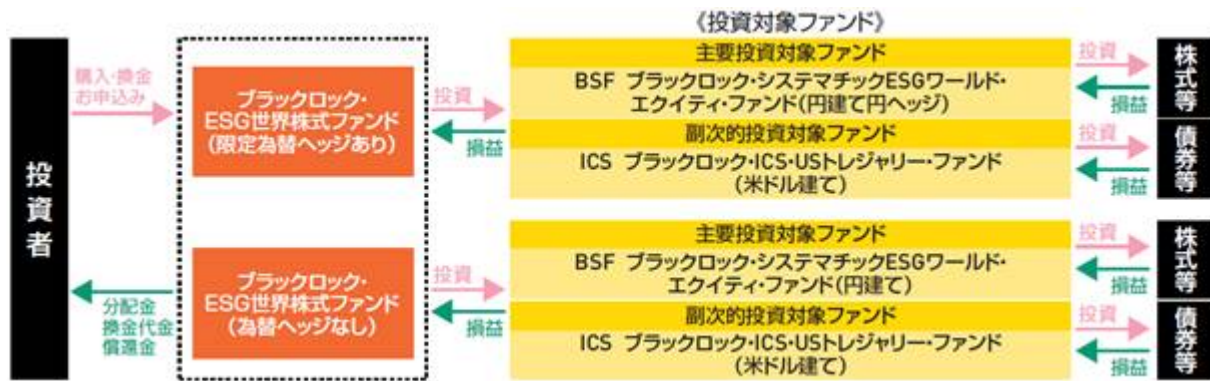 《投資対象ファンド》
投資者
購入・換金
お申込み
分配金
換金代金
償還金
ブラックロック・
ESG世界株式ファンド
(限定為替ヘッジあり)
投資
損益
主要投資対象ファンド
BSF ブラックロック・システマチックESGワールド・
エクイティ・ファンド(円建て円ヘッジ)
副次的投資対象ファンド
ICS ブラックロック・ICS・USトレジャリー・ファンド
(米ドル建て)
投資
損益
株式等
投資
損益
債券等
ブラックロック・
ESG世界株式ファンド
(為替ヘッジなし)
投資
損益
主要投資対象ファンド
BSF ブラックロック・システマチックESGワールド・
エクイティ・ファンド(円建て)
副次的投資対象ファンド
ICS ブラックロック・ICS・USトレジャリー・ファンド
(米ドル建て)
投資
損益
株式等
投資
損益
債券等